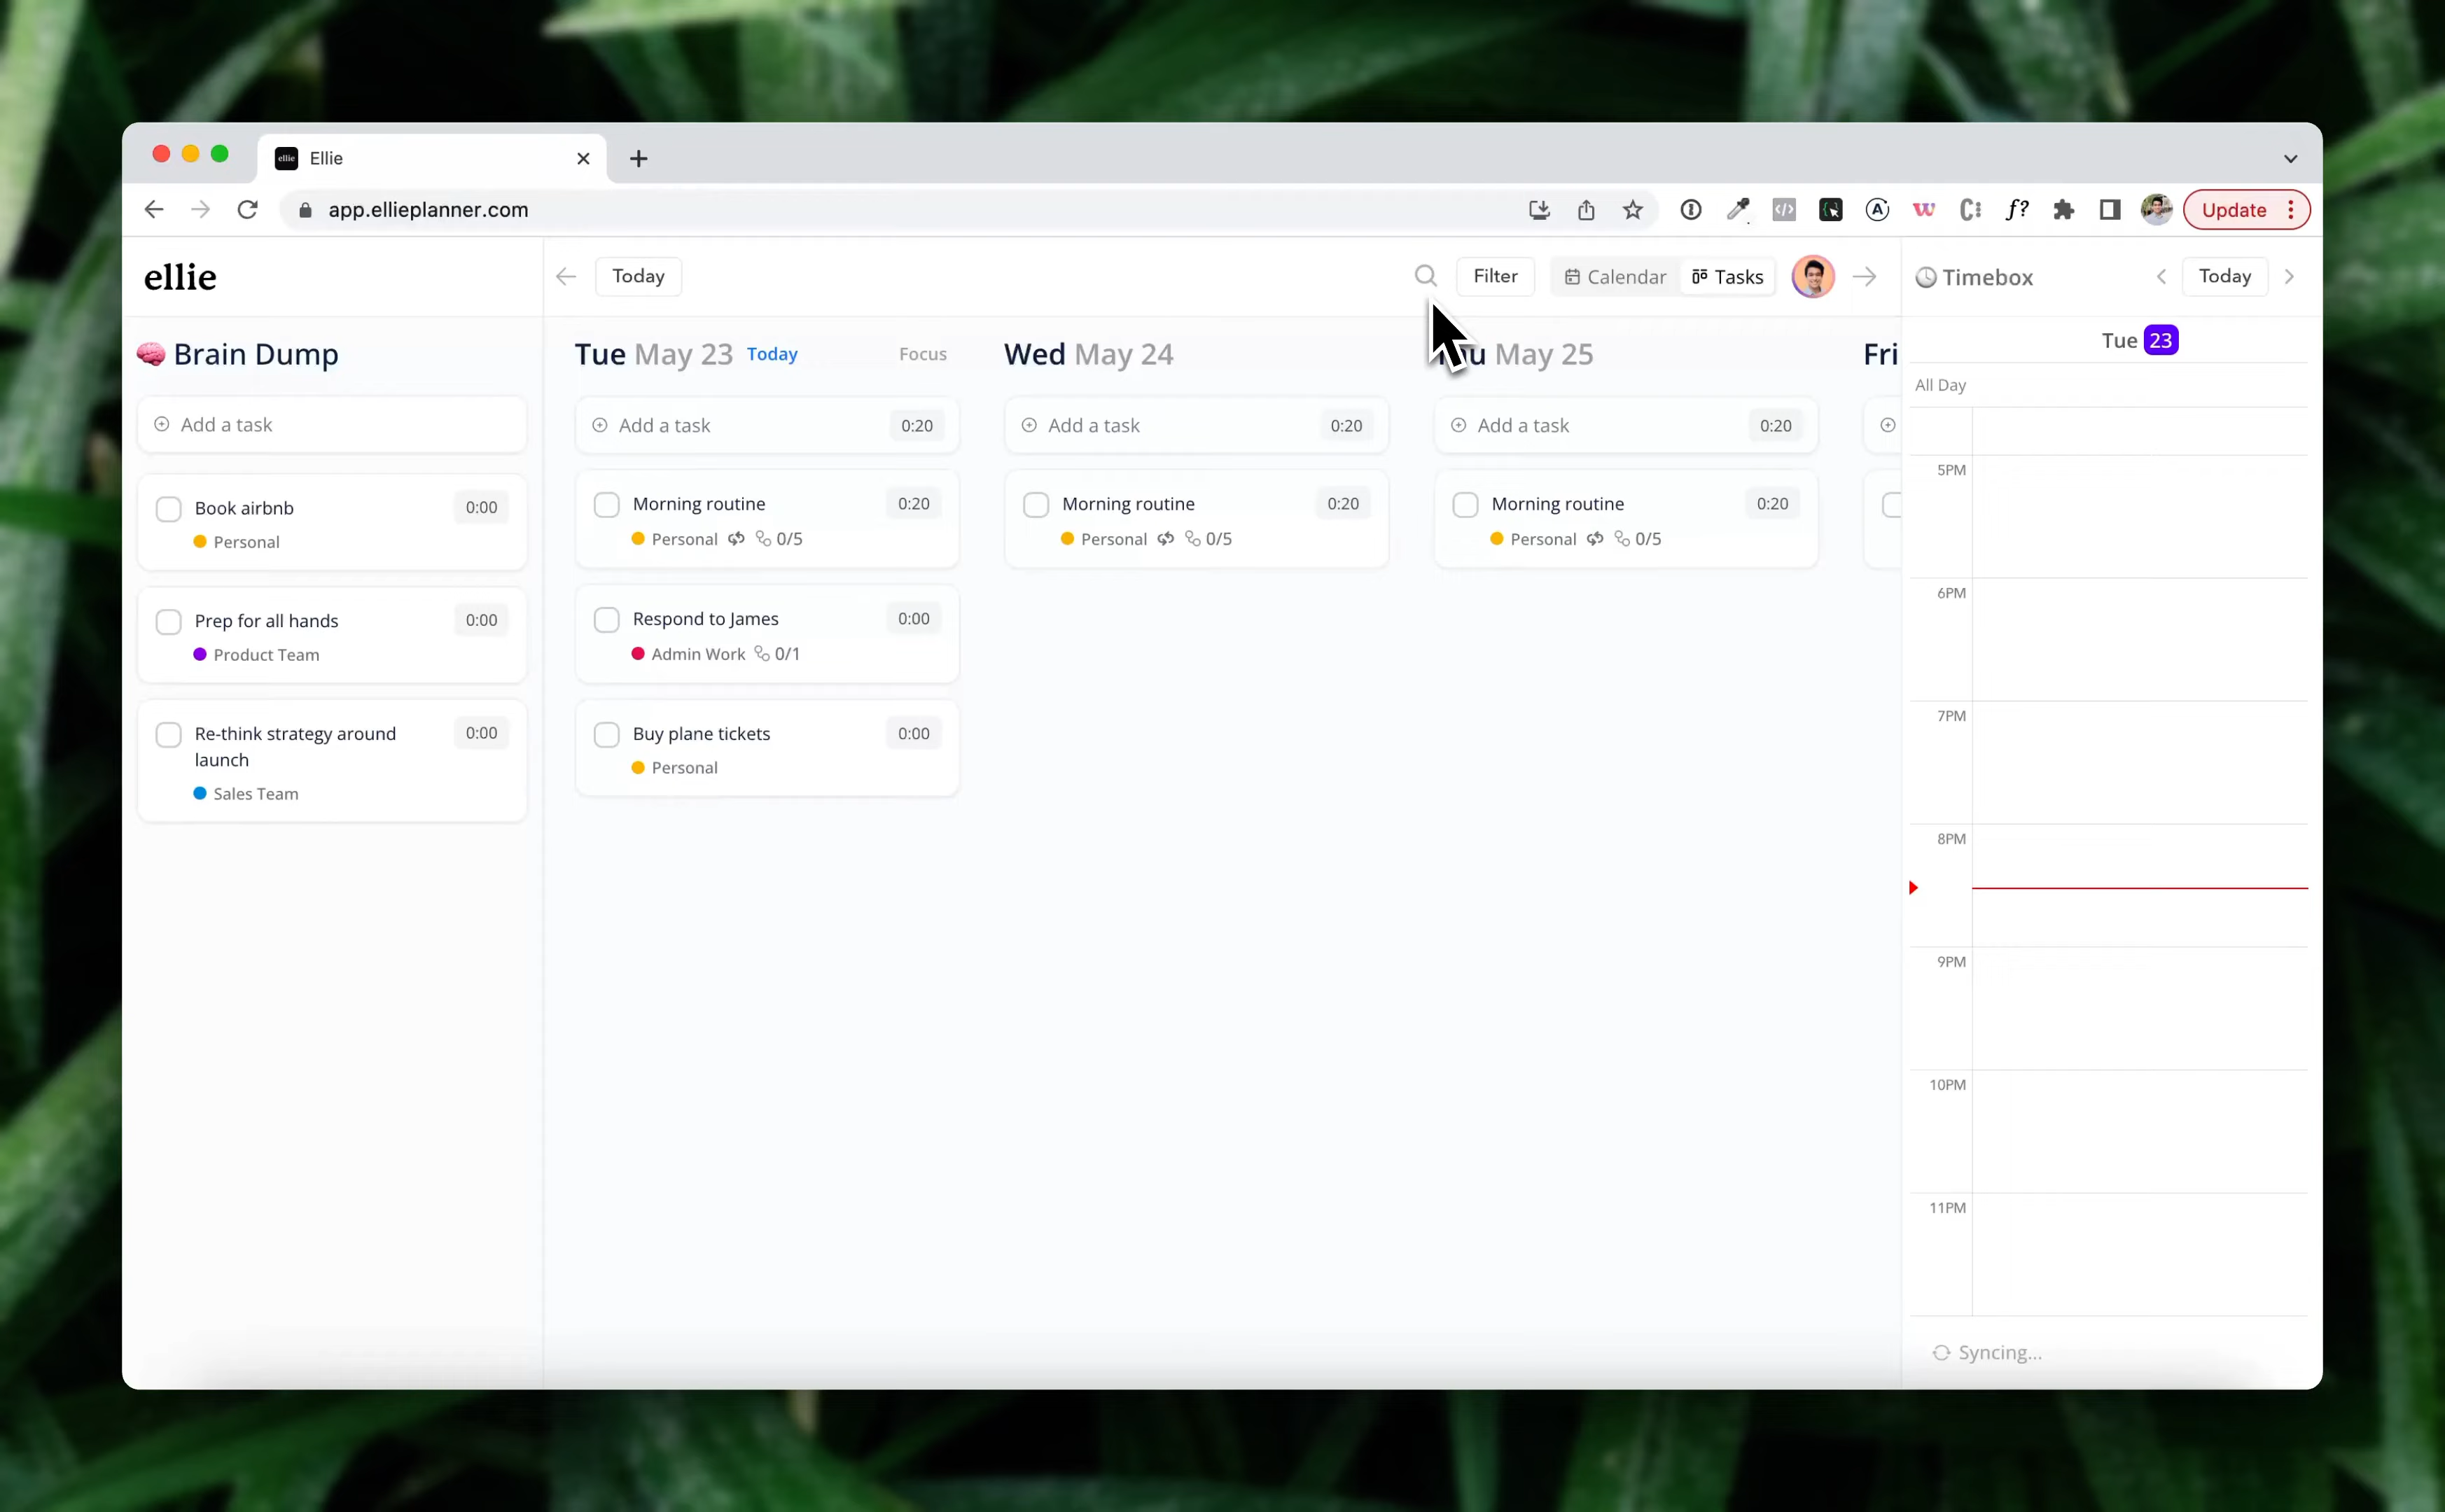 ellie Ellie
app.ellieplanner.com
Update
ellie
Today
Filter
Calendar
Tasks
Timebox
Today
Brain Dump
Add a task
Book airbnb 0:00
Personal
Prep for all hands 0:00
Product Team
Re-think strategy around 0:00
launch
Sales Team
Tue May 23 Today Focus
Add a task 0:20
Morning routine 0:20
Personal 0/5
Respond to James 0:00
Admin Work 0/1
Buy plane tickets 0:00
Personal
Wed May 24
Add a task 0:20
Morning routine 0:20
Personal 0/5
May 25
Add a task 0:20
Morning routine 0:20
Personal 0/5
Fri
Tue 23
All Day
5PM
6PM
7PM
8PM
9PM
10PM
11PM
Syncing...